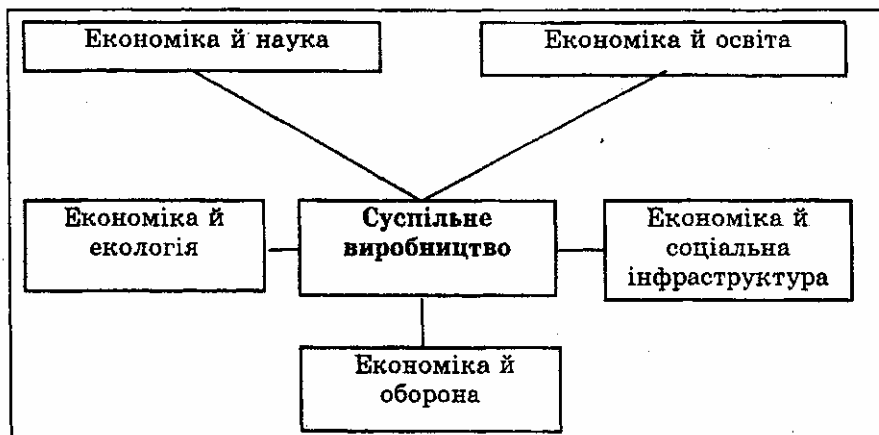 Економіка й наука
Економіка й освіта
Економіка й
екологія
Суспільне
виробництво
Економіка й
соціальна
інфраструктура
Економіка й
оборона